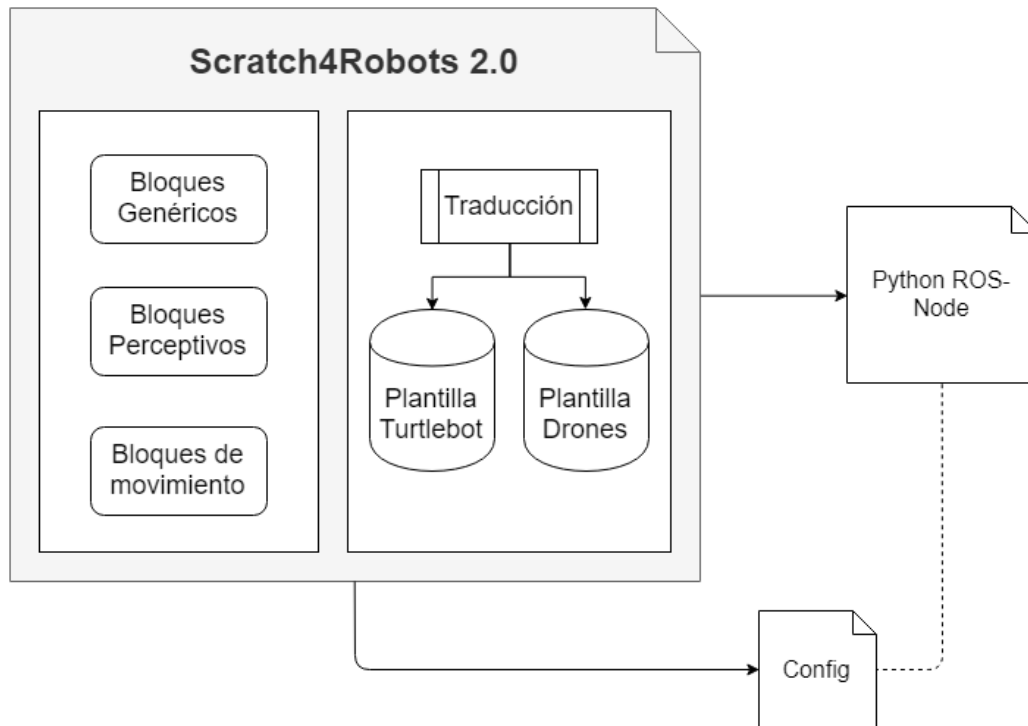 Scratch4Robots 2.0
Bloques
Genéricos
Bloques
Perceptivos
Bloques de
movimiento
Traducción
Plantilla
Turtlebot
Plantilla
Drones
Python ROS-
Node
Config